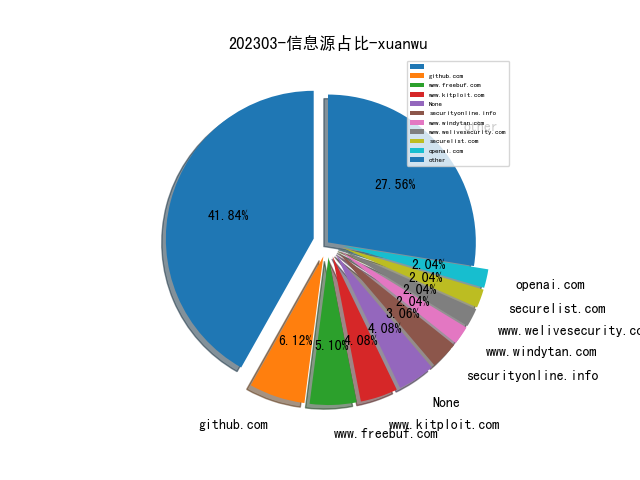 202303-信息源占比-xuanwu
github.com
www.freebuf.com
www.kitploit.com
None
securityonline.info
www.windytan.com
www.welivesecurity.com
securelist.com
openai.com
other
other
27.56%
41.84%
2.04%
2.04%
2.04%
2.04%
3.06%
4.08%
4.08%
5.10%
6.12%
openai.com
securelist.com
www.welivesecurity.co
www.windytan.com
securityonline.info
None
www.kitploit.com
www.freebuf.com
github.com